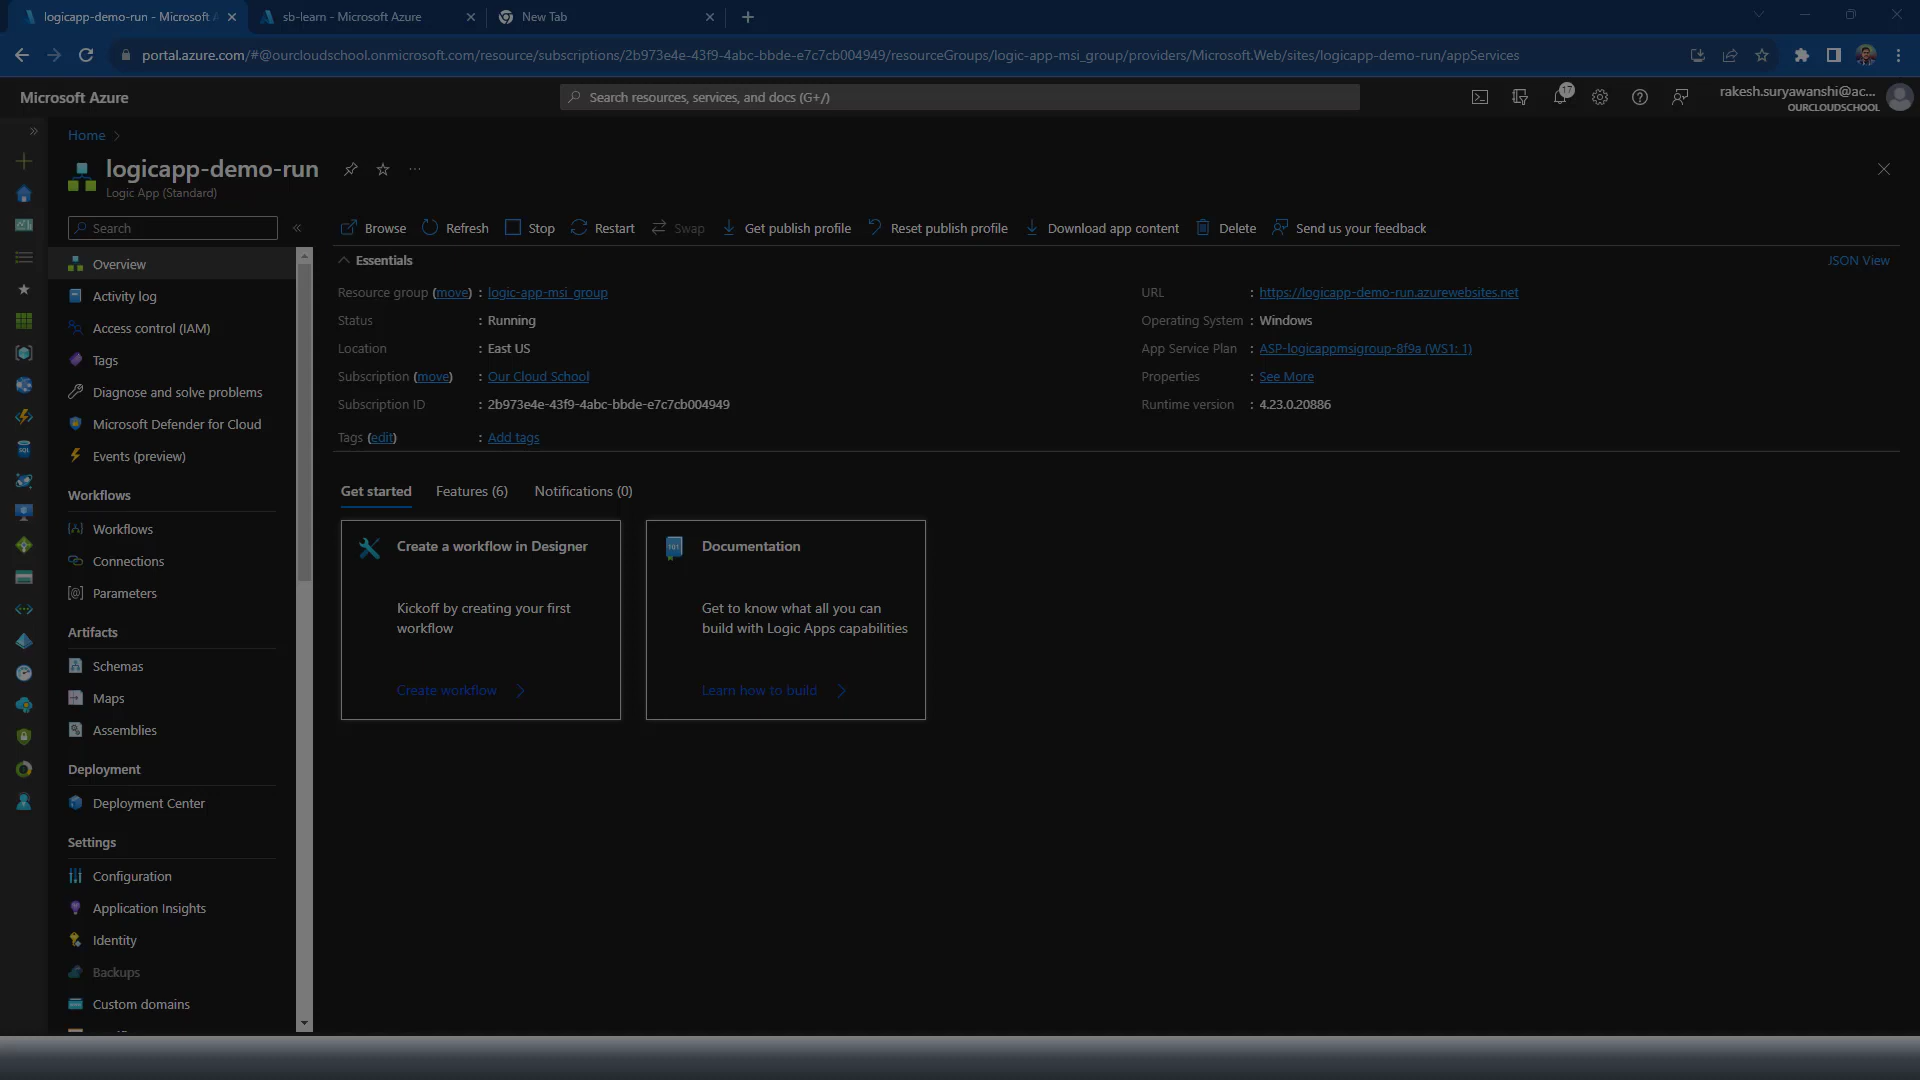 logicapp-demo-run - Microsoft A
sb-learn - Microsoft Azure
New Tab
portal.azure.com/#@ourcloudschool.onmicrosoft.com/resource/subscriptions/2b973e4e-43f9-4abc-bbde-e7c7cb004949/resourceGroups/logic-app-msi_group/providers/Microsoft.Web/sites/logicapp-demo-run/appServices
Microsoft Azure
Search resources, services, and docs (G+/)
17
rakesh.suryawanshi@ac...
OURCLOUDSCHOOL
Home
logicapp-demo-run
Logic App (Standard)
Search
Browse
Refresh
Stop
Restart
Swap
Get publish profile
Reset publish profile
Download app content
Delete
Send us your feedback
Overview
Activity log
Access control (IAM)
Tags
Diagnose and solve problems
Microsoft Defender for Cloud
Events (preview)
Workflows
Workflows
Connections
Parameters
Artifacts
Schemas
Maps
Assemblies
Deployment
Deployment Center
Settings
Configuration
Application Insights
Identity
Backups
Custom domains
Essentials
JSON View
Resource group (move) : logic-app-msi_group
Status : Running
Location : East US
Subscription (move) : Our Cloud School
Subscription ID : 2b973e4e-43f9-4abc-bbde-e7c7cb004949
Tags (edit) : Add tags
URL : https://logicapp-demo-run.azurewebsites.net
Operating System : Windows
App Service Plan : ASP-logicappmsigroup-8f9a (WS1: 1)
Properties : See More
Runtime version : 4.23.0.20886
Get started
Features (6)
Notifications (0)
Create a workflow in Designer
Kickoff by creating your first
workflow
Create workflow
Documentation
Get to know what all you can
build with Logic Apps capabilities
Learn how to build